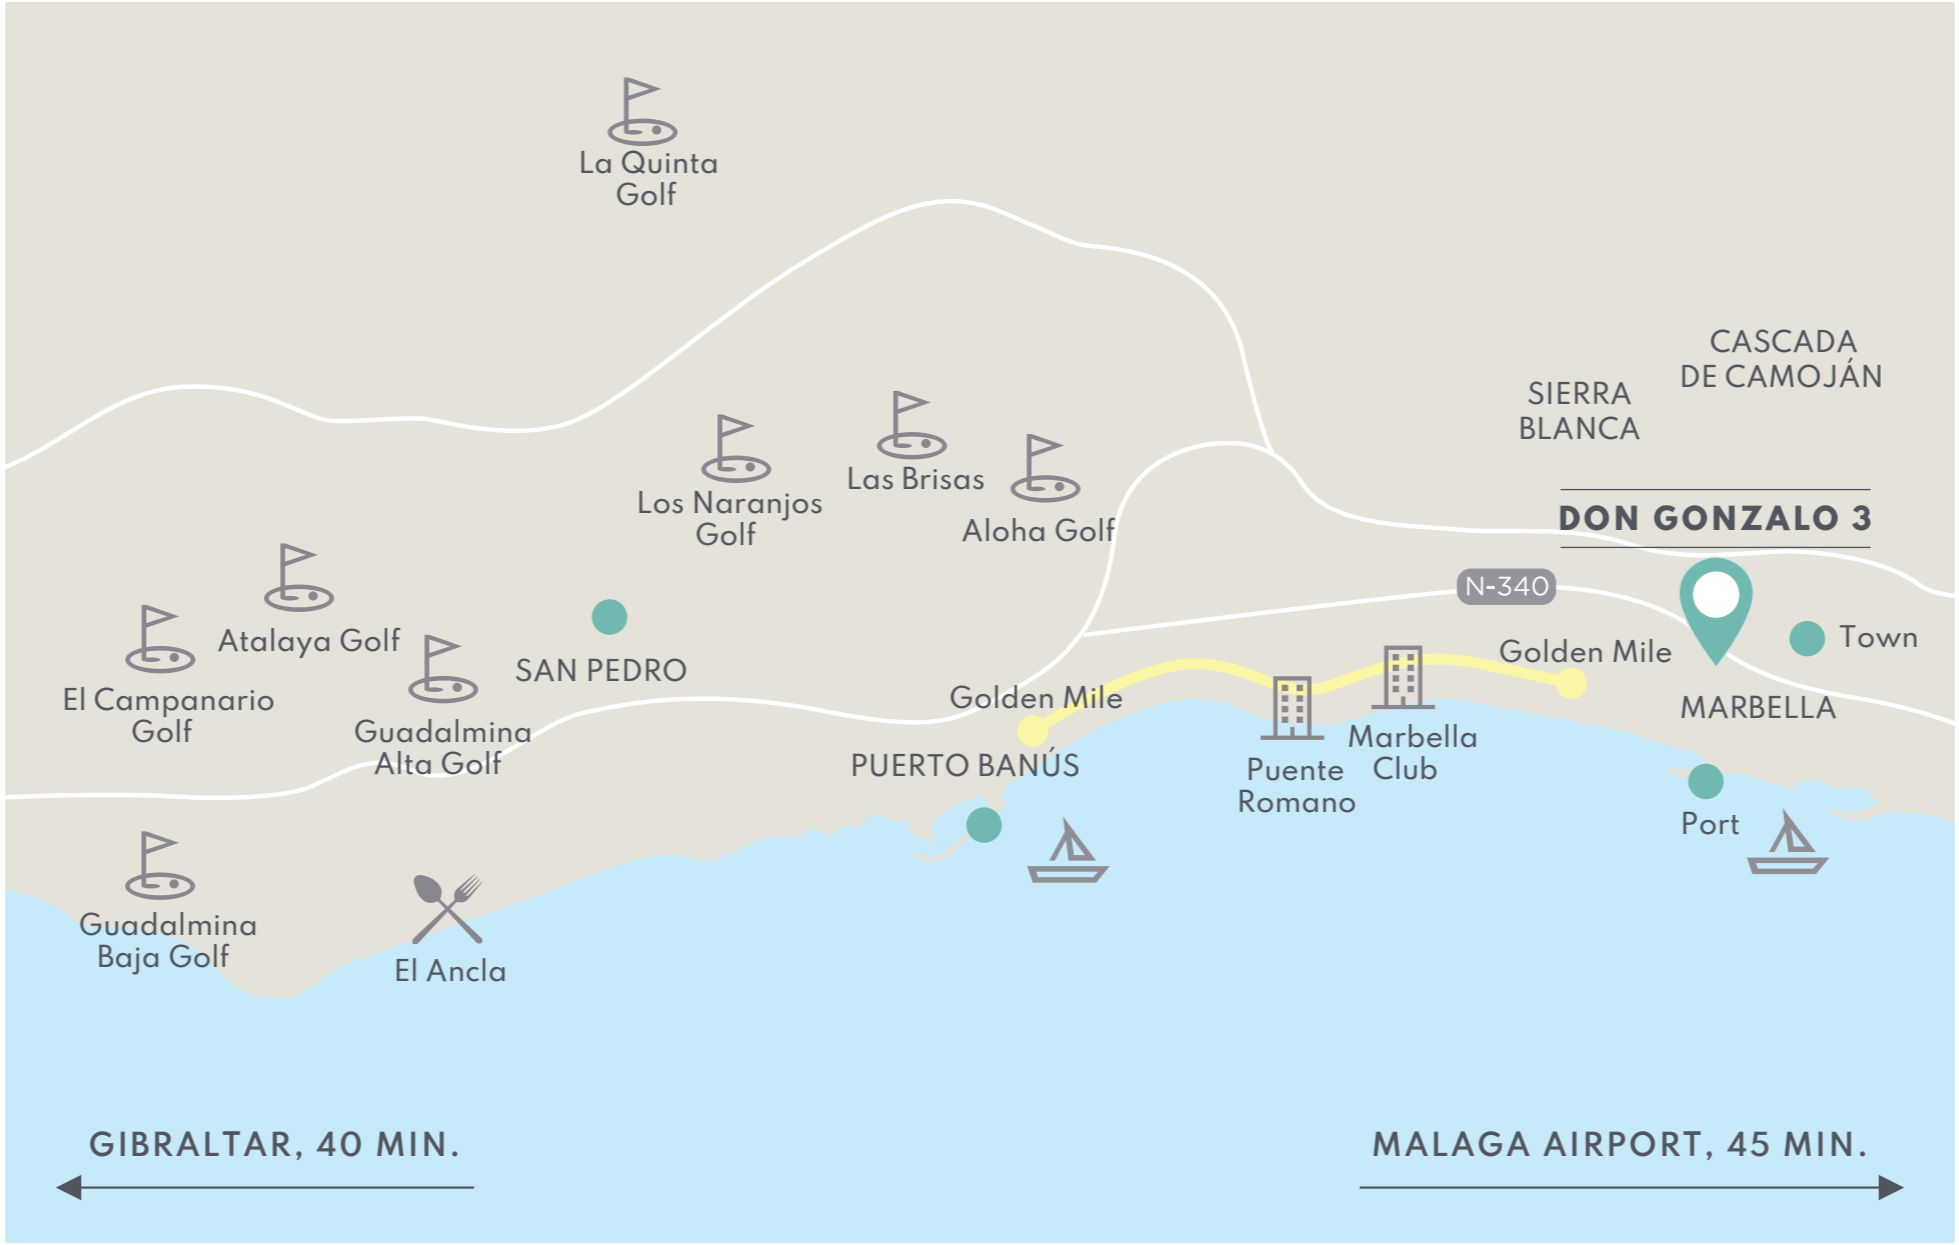 La Quinta
Golf
CASCADA
DE CAMOJÁN
SIERRA
BLANCA
Las Brisas
Los Naranjos
Golf
Aloha Golf
DON GONZALO 3
N-340
Atalaya Golf
El Campanario
Golf
SAN PEDRO
Guadalmina
Alta Golf
Golden Mile
Golden Mile
Town
MARBELLA
PUERTO BANÚS
Puente
Romano
Marbella
Club
Port
Guadalmina
Baja Golf
El Ancla
GIBRALTAR, 40 MIN.
MALAGA AIRPORT, 45 MIN.